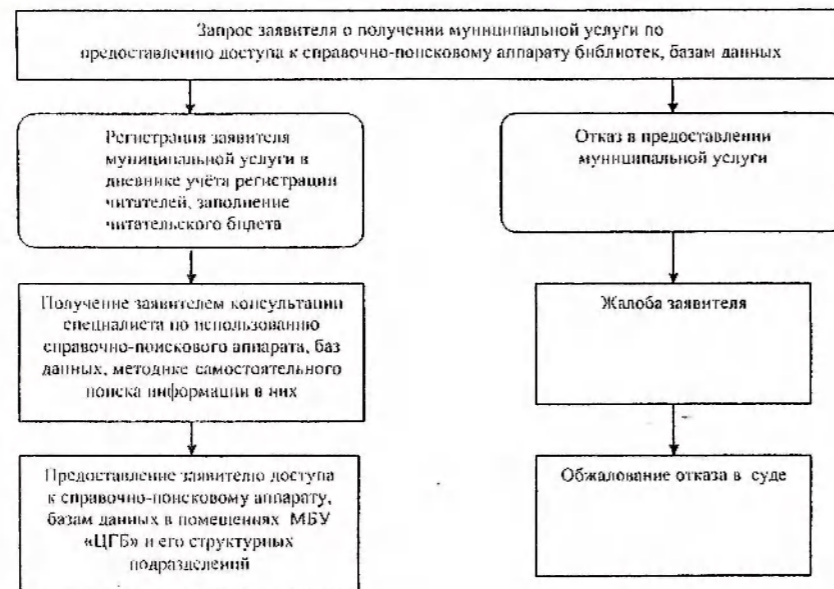 Запрос заявителя о получении муниципальной услуги по
предоставлению доступа к справочно-поисковому аппарату библиотек, базам данных
Регистрация заявителя
муниципальной услуги в
дневнике учёта регистрации
читателей, заполнение
читательского билета
Отказ в предоставлении
муниципальной услуги
Получение заявителем консультации
специалиста по использованию
справочно-поискового аппарата, баз
данных, методике самостоятельного
поиска информации в них
Жалоба заявителя
Предоставление заявителю доступа
к справочно-поисковому аппарату,
базам данных в помещениях МБУ
«ЦГБ» и его структурных
подразделений
Обжалование отказа в суде